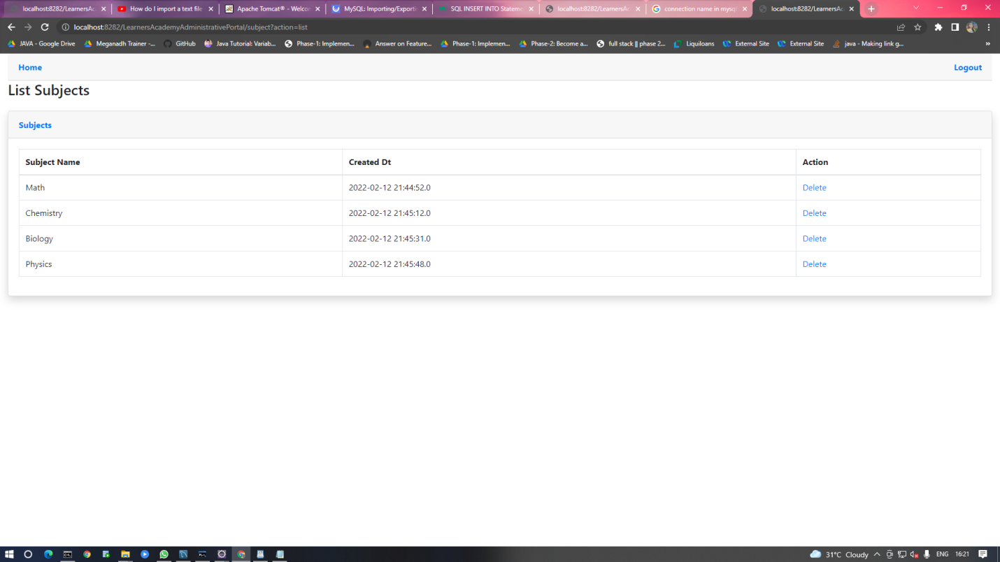 localhost:8282/LearnersAc How do I import a text file Apache Tomcat® - Welcon MySQL: Importing/Exportin SQL INSERT INTO Stateme localhost:8282/LearnersAc connection name in mysql localhost:8282/LearnersAc
localhost:8282/LearnersAcademyAdministrativePortal/subject?action=list
JAVA - Google Drive Meganadh Trainer -... GitHub Java Tutorial: Variab... Phase-1: Implemen... Answer on Feature... Phase-1: Implemen... Phase-2: Become a... full stack || phase 2... Liquiloans External Site External Site java - Making link g... »
Home Logout
List Subjects
Subjects
Subject Name Created Dt Action
Math 2022-02-12 21:44:52.0 Delete
Chemistry 2022-02-12 21:45:12.0 Delete
Biology 2022-02-12 21:45:31.0 Delete
Physics 2022-02-12 21:45:48.0 Delete
31°C Cloudy ENG 16:21